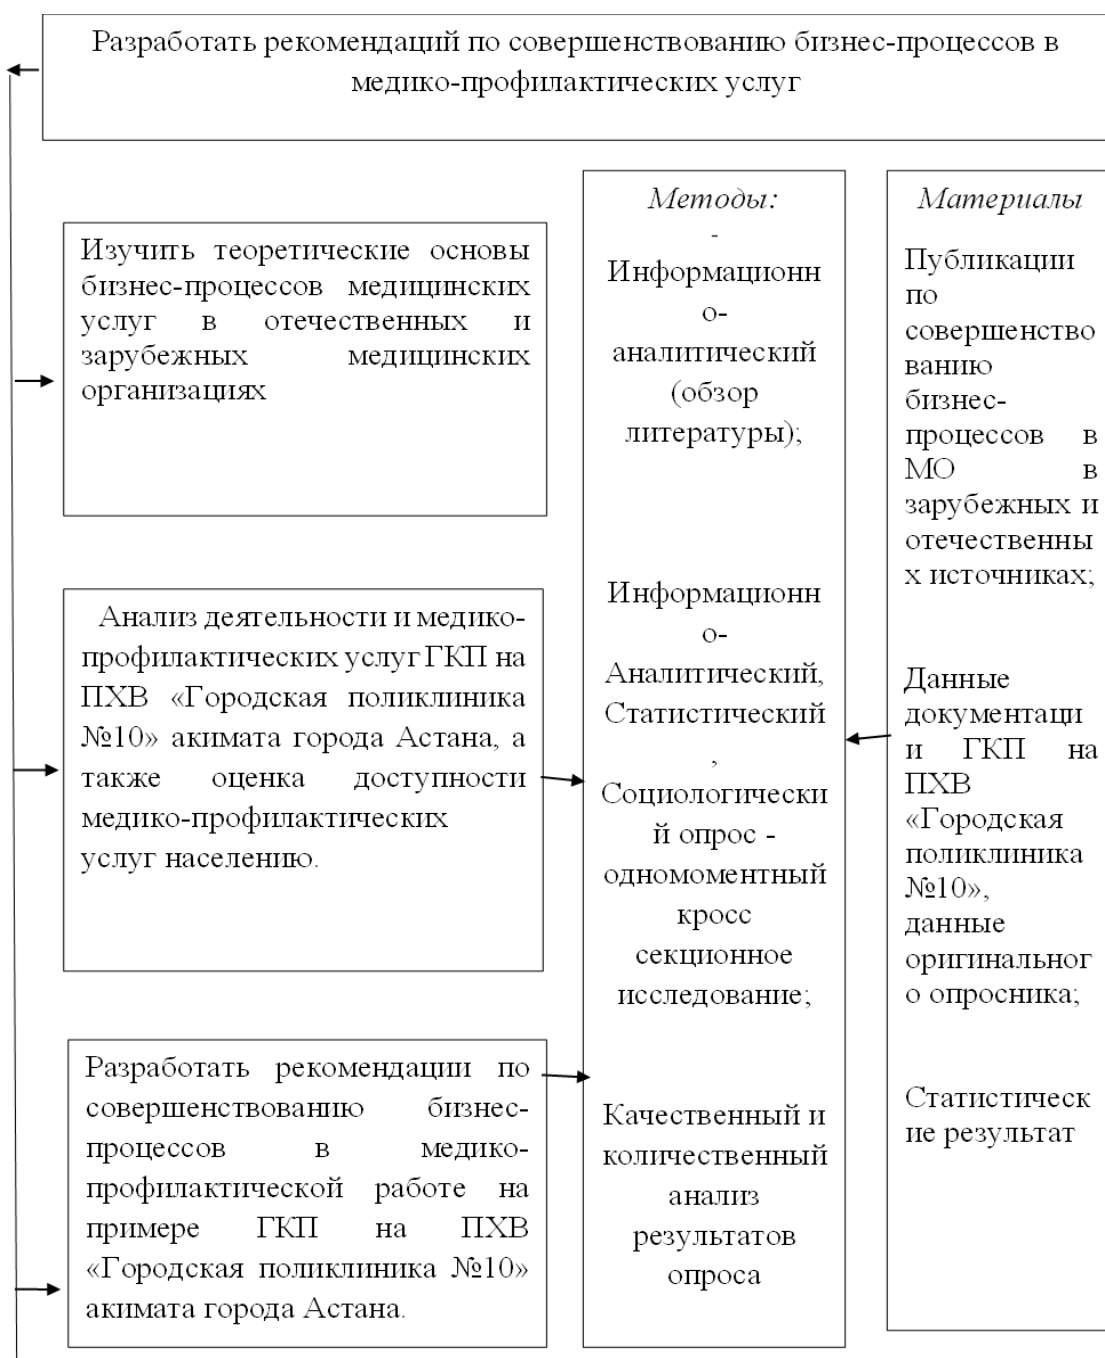 Разработать рекомендаций по совершенствованию бизнес-процессов в
медико-профилактических услуг
Изучить теоретические основы
бизнес-процессов медицинских
услуг в отечественных и
зарубежных медицинских
организациях
Анализ деятельности и медико-
профилактических услуг ГКП на
ПХВ «Городская поликлиника
№10» акимата города Астана, а
также оценка доступности
медико-профилактических
услуг населению.
Разработать рекомендации по
совершенствованию бизнес-
процессов в медико-
профилактической работе на
примере ГКП на ПХВ
«Городская поликлиника №10»
акимата города Астана.
Методы:
-
Информационн
о-
аналитический
(обзор
литературы);
Информационн
о-
Аналитический,
Статистический
,
Социологически
й опрос -
одномоментный
кросс
секционное
исследование;
Качественный и
количественный
анализ
результатов
опроса
Материалы
Публикации
по
совершенство
ванию
бизнес-
процессов в
МО в
зарубежных и
отечественны
х источниках;
Данные
документаци
и ГКП на
ПХВ
«Городская
поликлиника
№10»,
данные
оригинальног
о опросника;
Статистическ
ие результат